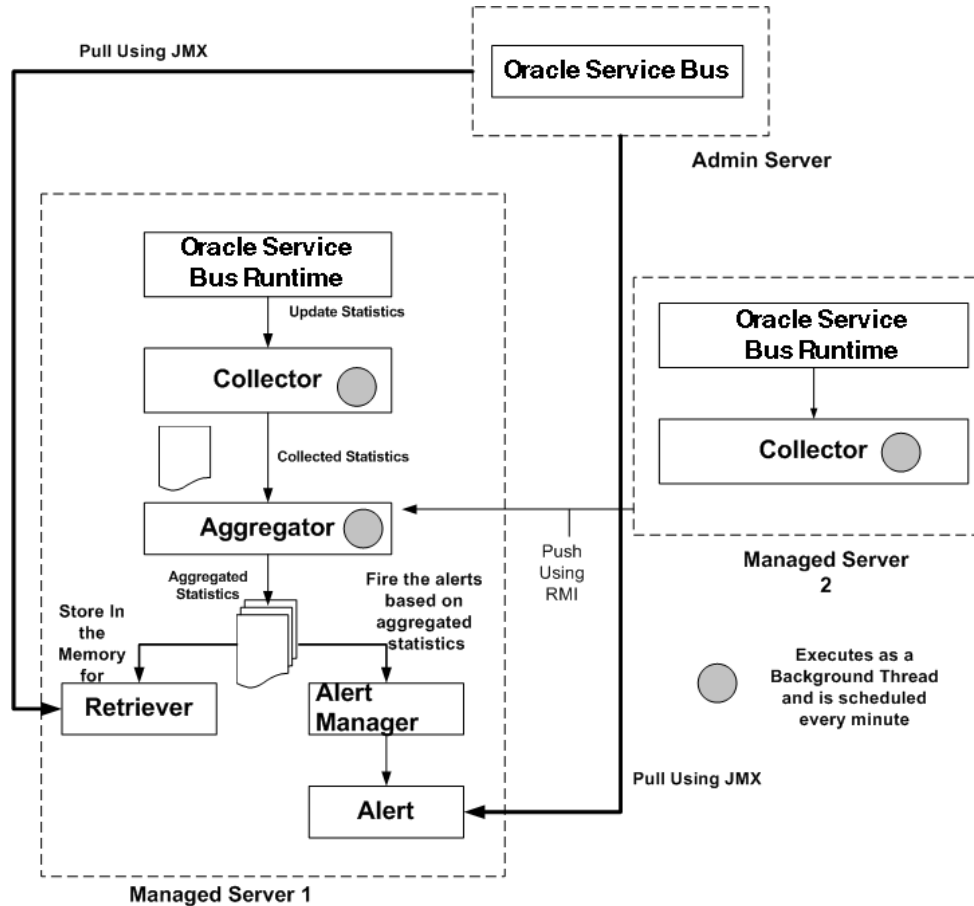 Pull Using JMX
Oracle Service Bus
Admin Server
Oracle Service
Bus Runtime
Update Statistics
Collector
Collected Statistics
Aggregator
Aggregated
Statistics
Fire the alerts
based on
aggregated
statistics
Store In
the
Memory
for
Retriever
Alert
Manager
Alert
Managed Server 1
Oracle Service
Bus Runtime
Collector
Managed Server
2
Push
Using
RMI
Executes as a
Background Thread
and is scheduled
every minute
Pull Using JMX